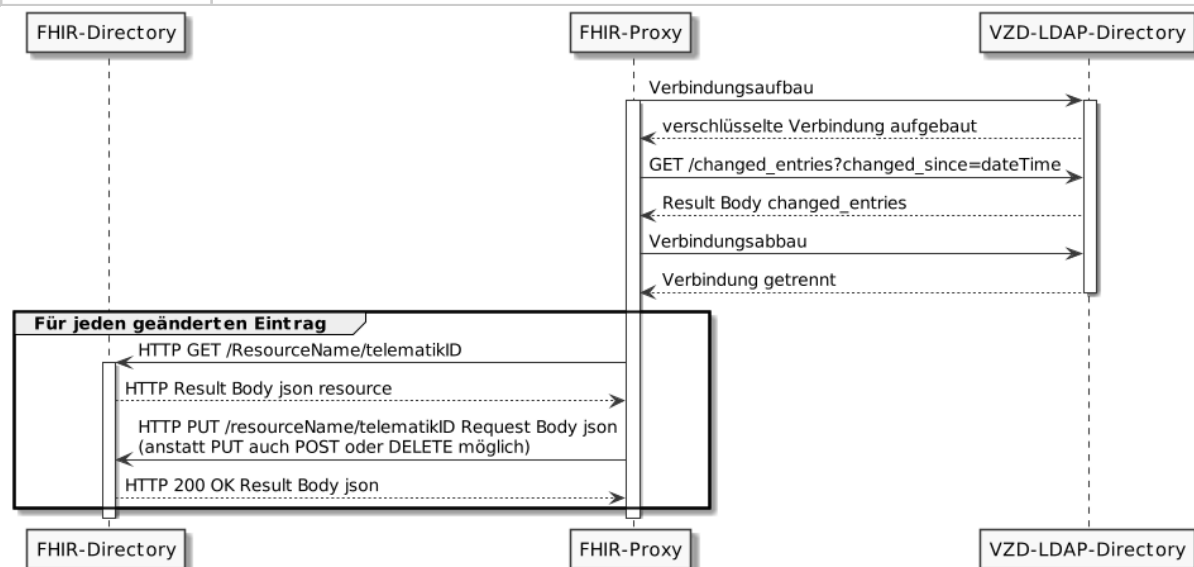 FHIR-Directory
FHIR-Proxy
VZD-LDAP-Directory
Verbindungsaufbau
verschlüsselte Verbindung aufgebaut
GET /changed_entries?changed_since=dateTime
Result Body changed_entries
Verbindungsabbau
Verbindung getrennt
Für jeden geänderten Eintrag
HTTP GET /ResourceName/telematikID
HTTP Result Body json resource
HTTP PUT /resourceName/telematikID Request Body json
(anstatt PUT auch POST oder DELETE möglich)
HTTP 200 OK Result Body json
FHIR-Directory
FHIR-Proxy
VZD-LDAP-Directory